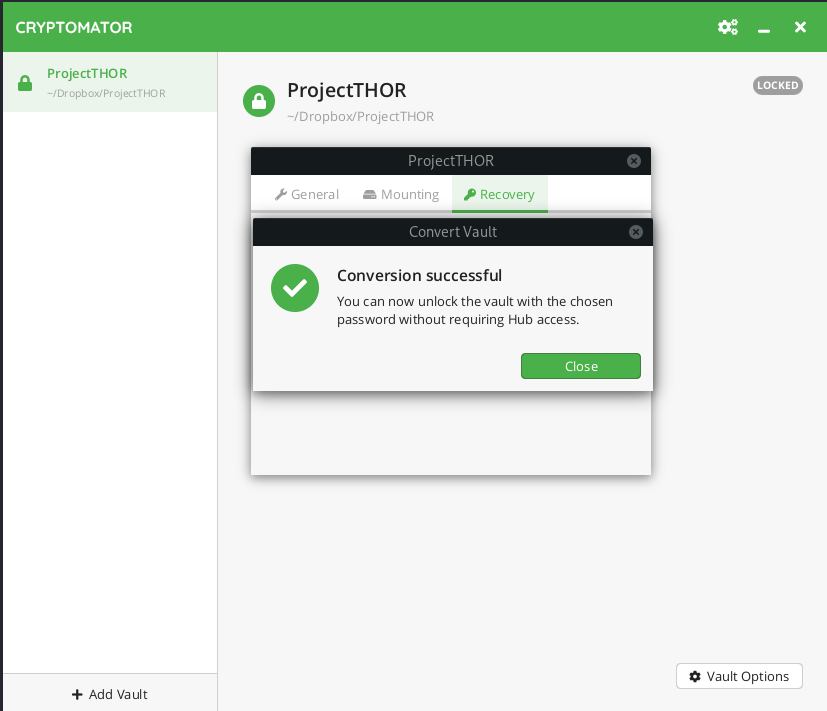 CRYPTOMATOR
ProjectTHOR
~/Dropbox/ProjectTHOR
ProjectTHOR
~/Dropbox/ProjectTHOR
LOCKED
ProjectTHOR
General Mounting Recovery
Convert Vault
Conversion successful
You can now unlock the vault with the chosen
password without requiring Hub access.
Close
Vault Options
Add Vault